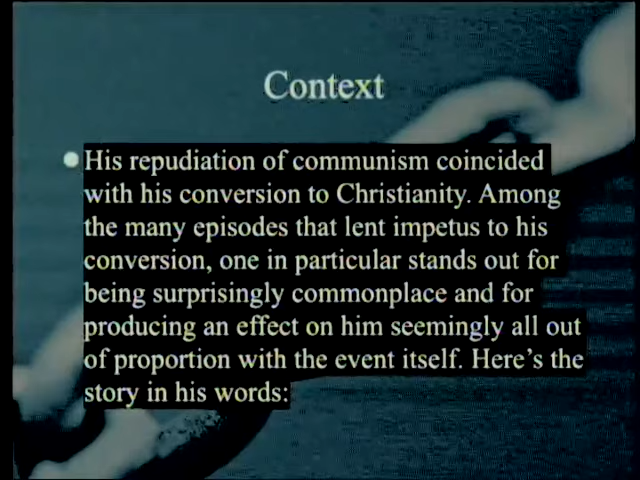 Context
• His repudiation of communism coincided
with his conversion to Christianity. Among
the many episodes that lent impetus to his
conversion, one in particular stands out for
being surprisingly commonplace and for
producing an effect on him seemingly all out
of proportion with the event itself. Here's the
story in his words: